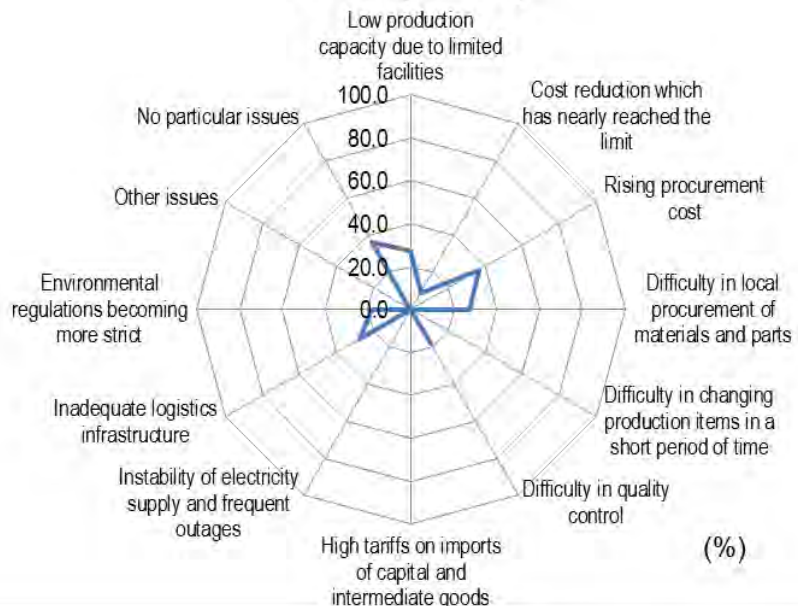 Low production
capacity due to limited
facilities
Cost reduction which
has nearly reached the
limit
Rising procurement
cost
Difficulty in local
procurement of
materials and parts
Difficulty in changing
production items in a
short period of time
Difficulty in quality
control
High tariffs on imports
of capital and
intermediate goods
Instability of electricity
supply and frequent
outages
Inadequate logistics
infrastructure
Environmental
regulations becoming
more strict
Other issues
No particular issues
100.0
80.0
60.0
40.0
20.0
0.0
(%)